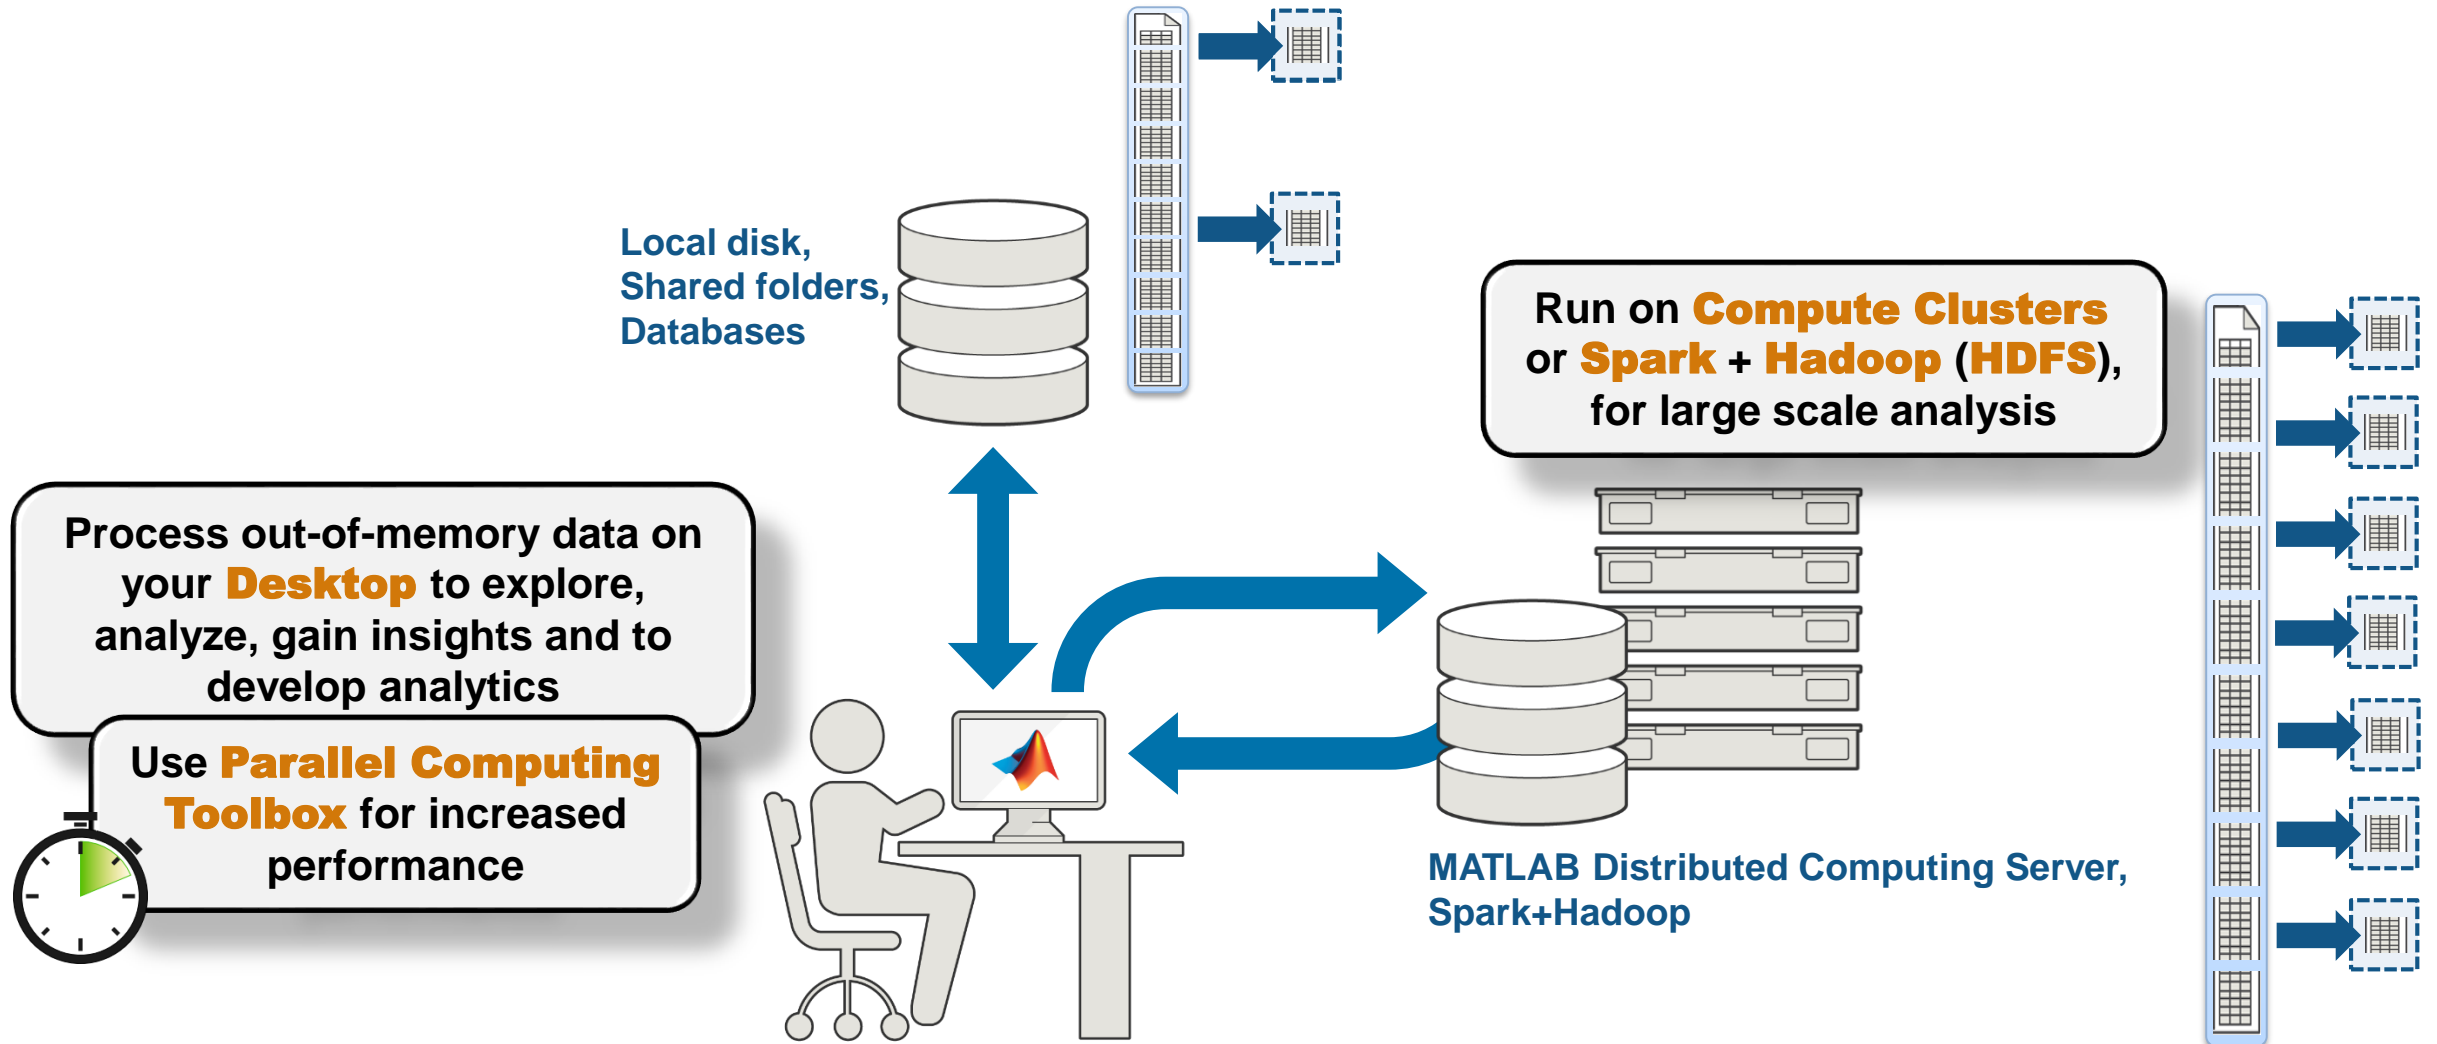 Local disk,
Shared folders,
Databases
Run on Compute Clusters
or Spark + Hadoop (HDFS),
for large scale analysis
Process out-of-memory data on
your Desktop to explore,
analyze, gain insights and to
develop analytics
Use Parallel Computing
Toolbox for increased
performance
MATLAB Distributed Computing Server,
Spark+Hadoop